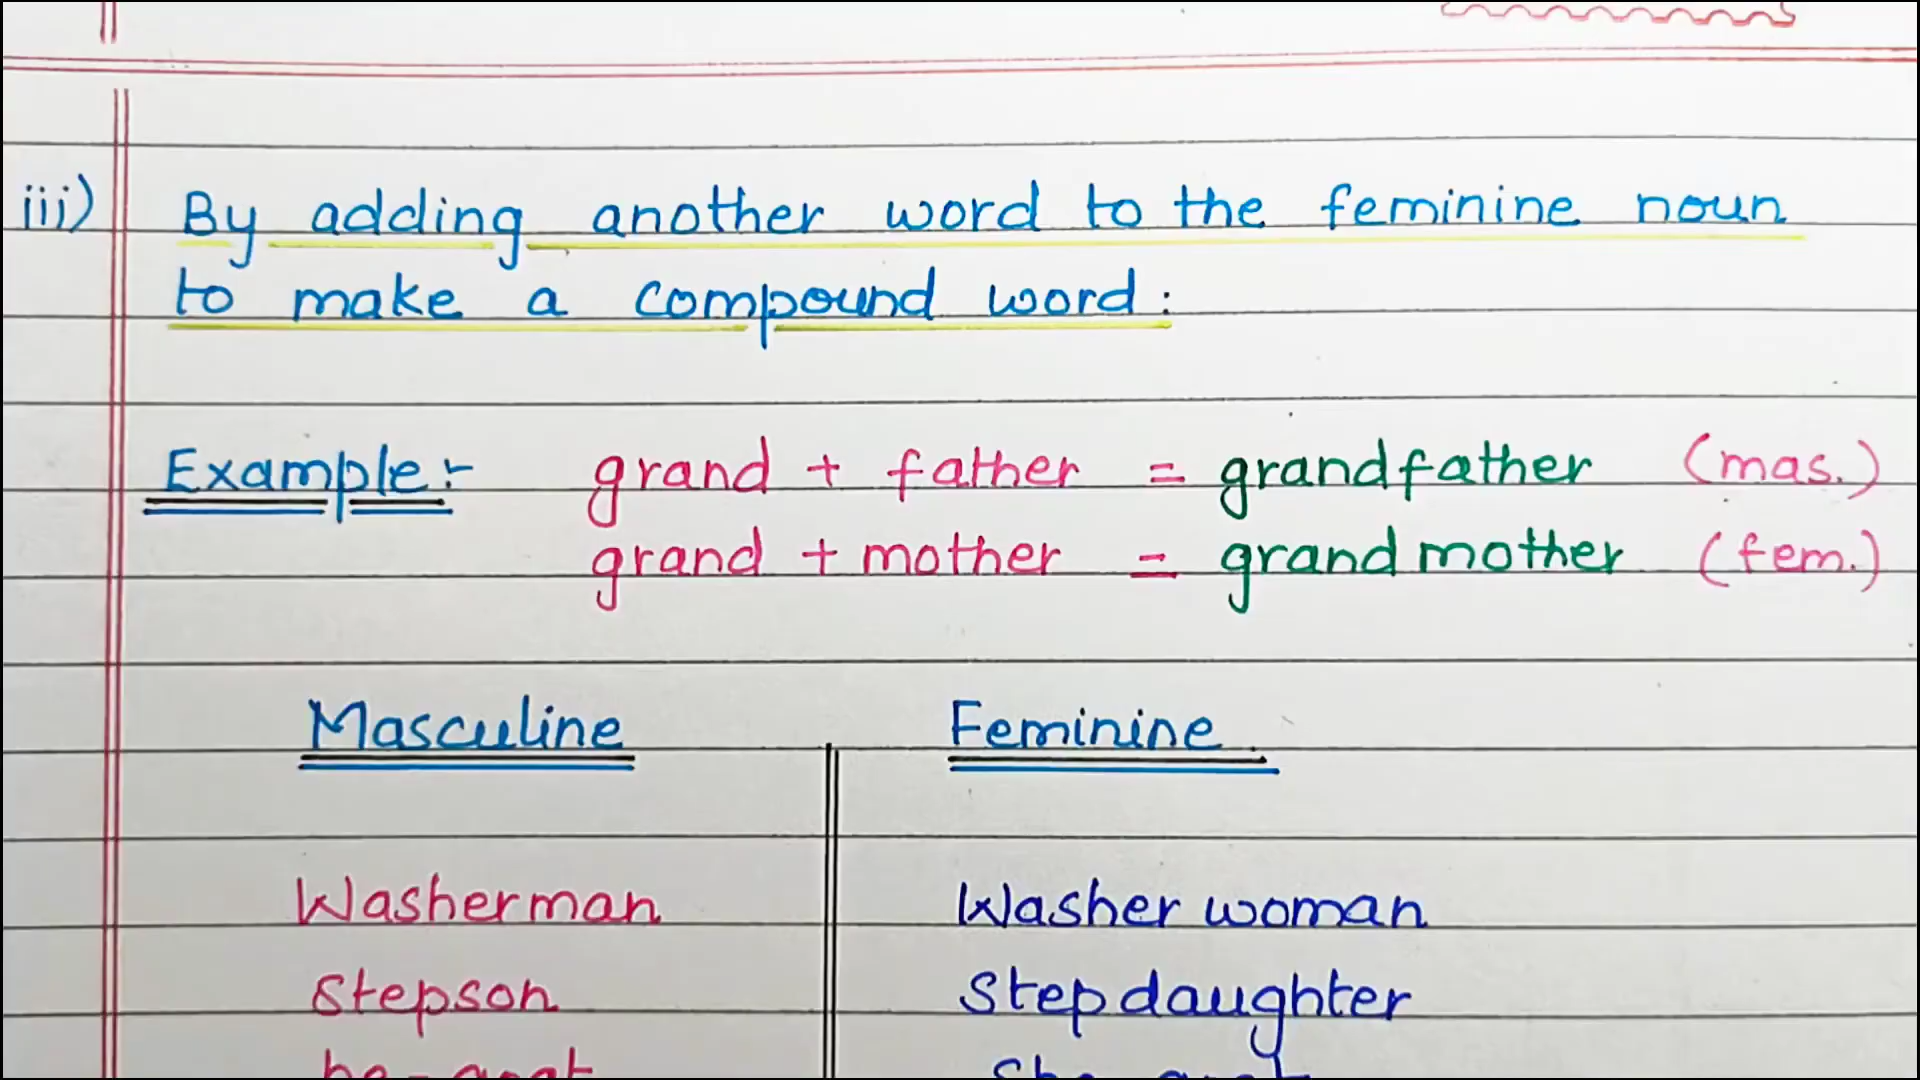 iii) By adding another word to the feminine noun
to make a compound word:
Example:- grand + father = grandfather (mas.)
grand + mother = grandmother (fem.)
Masculine Feminine
Washerman Washer woman
Stepson Stepdaughter